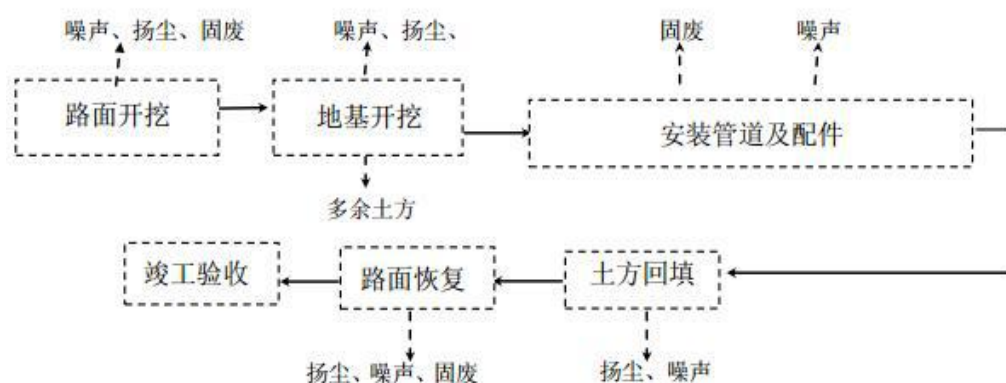 噪声、扬尘、固废
噪声、扬尘、
固废
噪声
路面开挖
地基开挖
安装管道及配件
多余土方
竣工验收
路面恢复
土方回填
扬尘、噪声、固废
扬尘、噪声